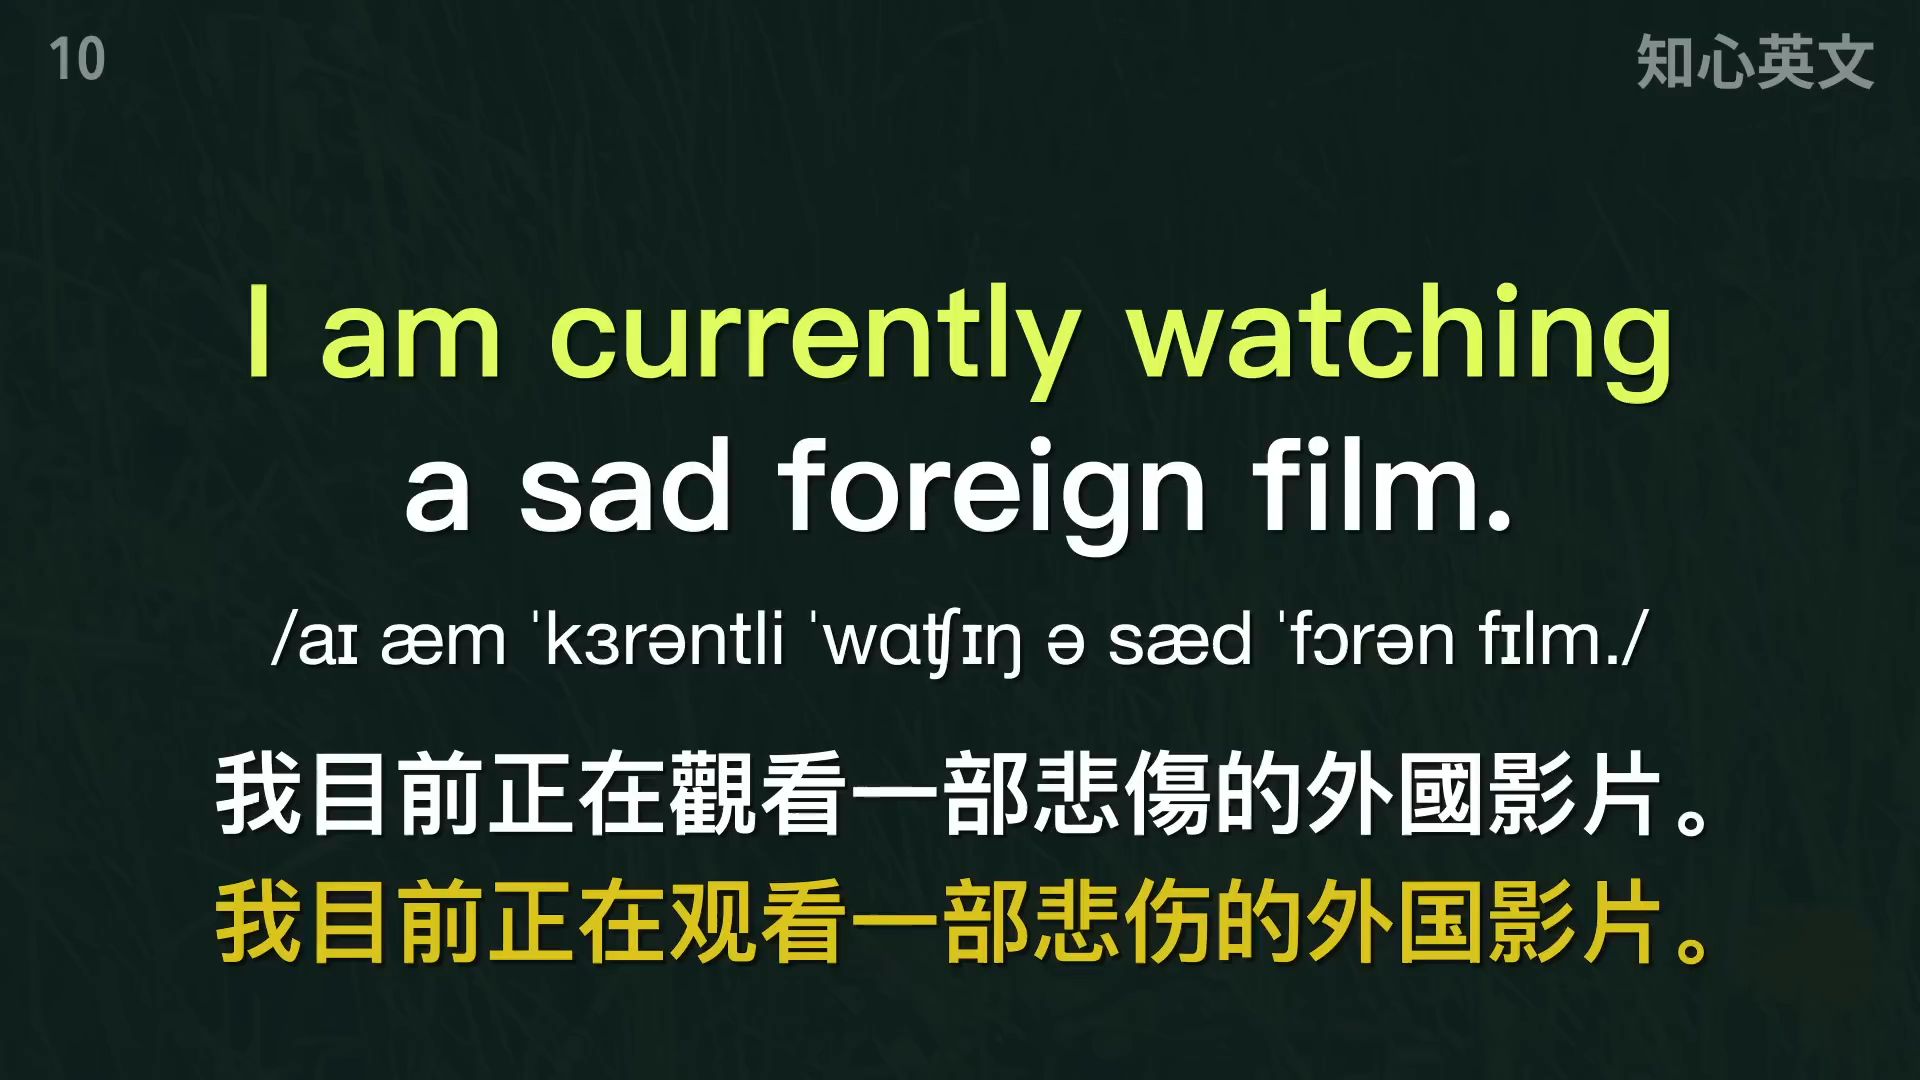 10
知心英文
I am currently watching
a sad foreign film.
/aɪ æm ˈkɜrəntli ˈwɑʧɪŋ ə sæd ˈfɔrən fɪlm./
我目前正在觀看一部悲傷的外國影片。
我目前正在观看一部悲伤的外国影片。